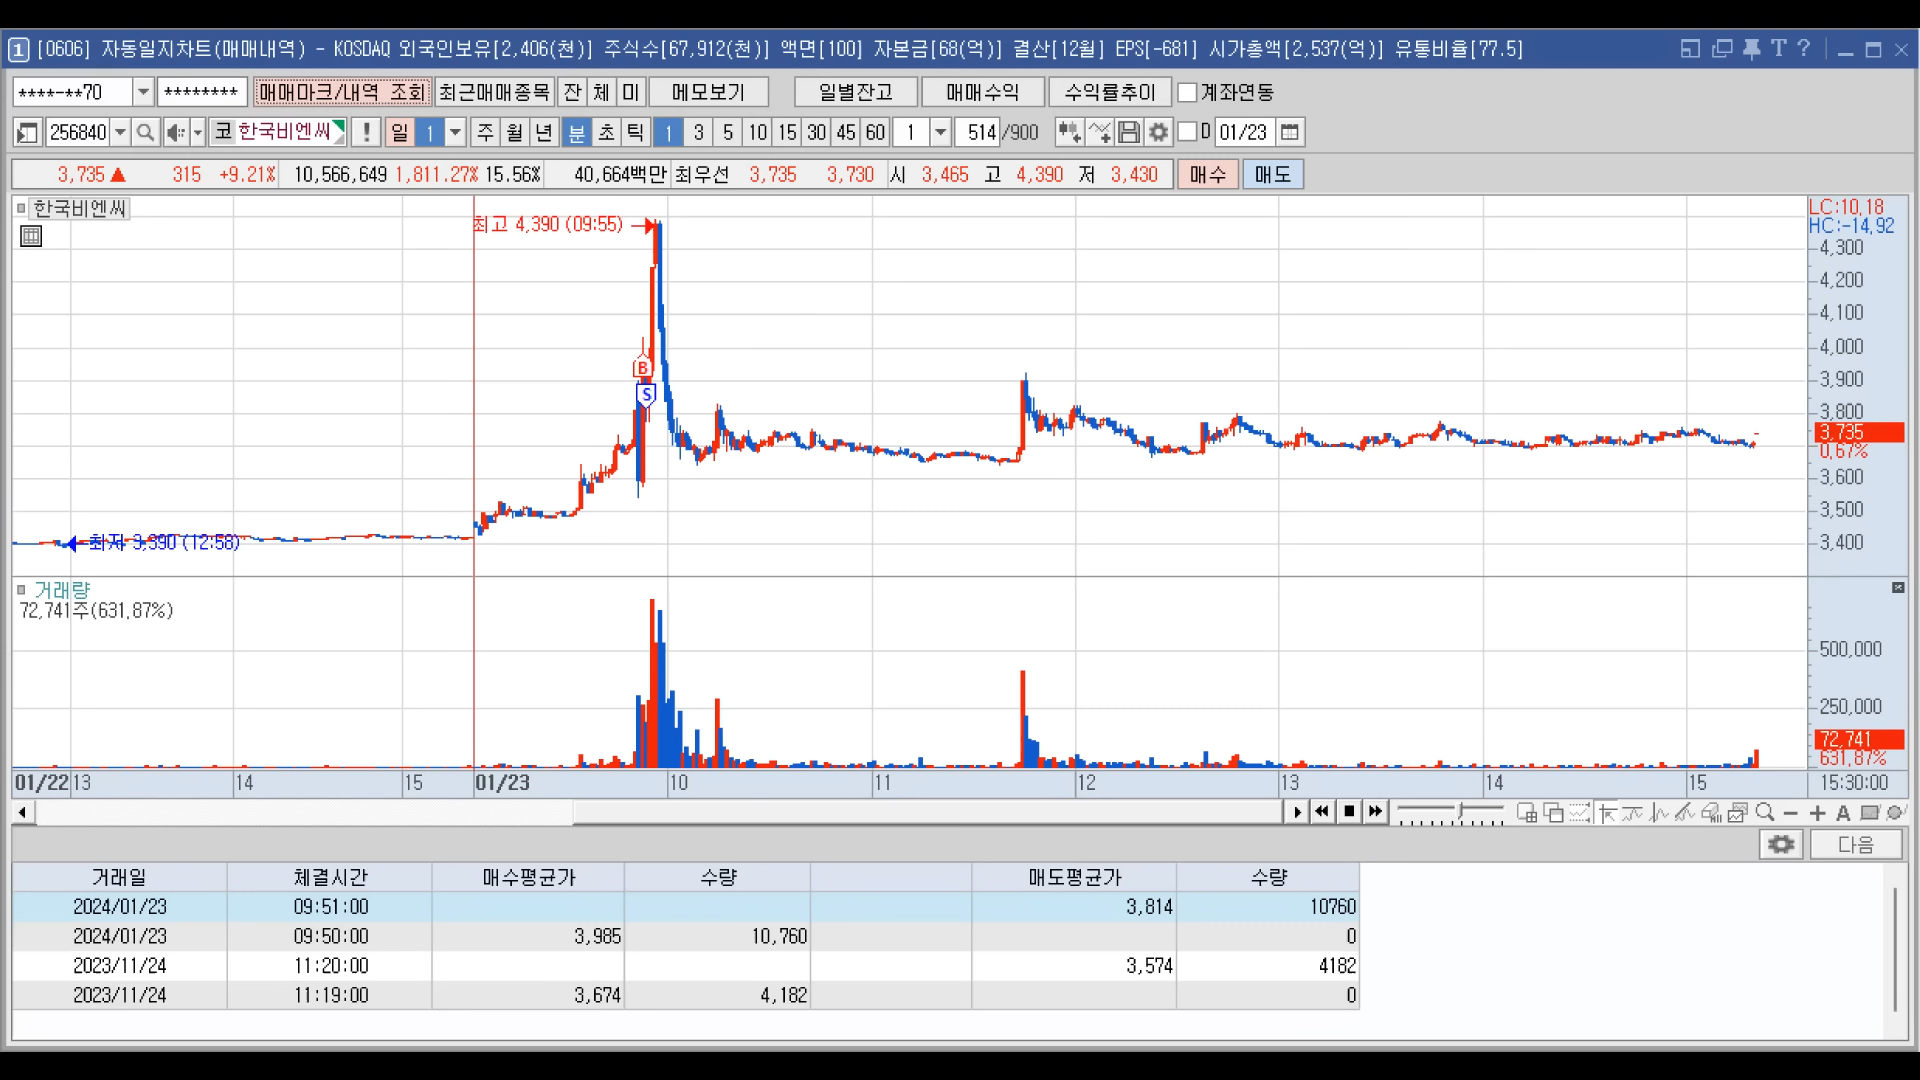 1 [0606] 자동일지차트(매매내역) - KOSDAQ 외국인보유[2,406(천)] 주식수[67,912(천)] 액면[100] 자본금[68(억)] 결산[12월] EPS[-681] 시가총액[2,537(억)] 유통비율[77.5] T ?
****-**70 ******** 매매마크/내역 조회 최근매매종목 잔 체 미 메모보기 일별잔고 매매수익 수익률추이 계좌연동
256840 코 한국비엔씨 ! 일 1 주 월 년 분 초 틱 1 3 5 10 15 30 45 60 1 514 /900 D 01/23
3,735 ▲ 315 +9.21% 10,566,649 1,811.27% 15.56% 40,664백만 최우선 3,735 3,730 시 3,465 고 4,390 저 3,430 매수 매도
한국비엔씨
LC:10.18
HC:-14.92
최고 4,390 (09:55)
4,300
4,200
4,100
4,000
B
3,900
S
3,800
3,735
0.67%
3,600
3,500
최저 3,390 (12:58)
3,400
거래량
72,741주(631.87%)
500,000
250,000
72,741
631.87%
01/22 13 14 15 01/23 10 11 12 13 14 15 15:30:00
A
다음
거래일 체결시간 매수평균가 수량 매도평균가 수량
2024/01/23 09:51:00 3,814 10760
2024/01/23 09:50:00 3,985 10,760 0
2023/11/24 11:20:00 3,574 4182
2023/11/24 11:19:00 3,674 4,182 0